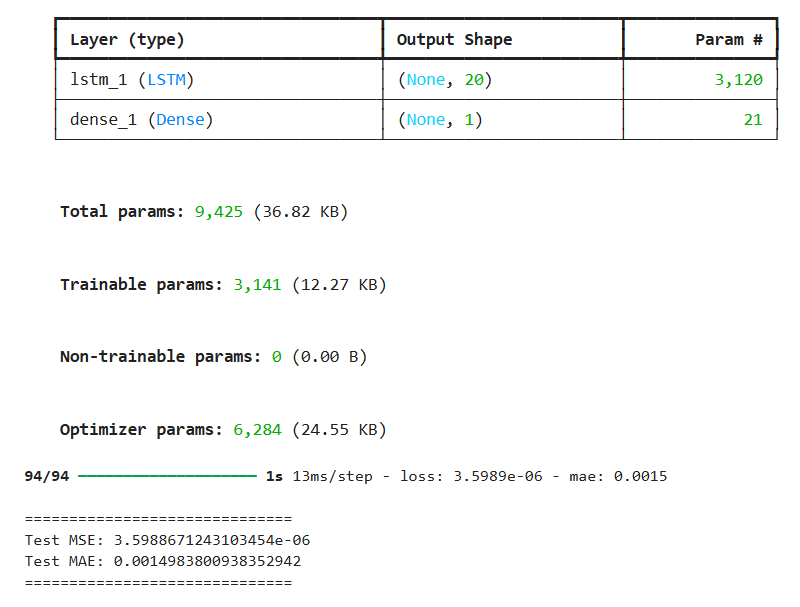 Layer (type) Output Shape Param #
lstm_1 (LSTM) (None, 20) 3,120
dense_1 (Dense) (None, 1) 21
Total params: 9,425 (36.82 KB)
Trainable params: 3,141 (12.27 KB)
Non-trainable params: 0 (0.00 B)
Optimizer params: 6,284 (24.55 KB)
94/94 ━━━━━━━━━━━━━━━━━━━━ 1s 13ms/step - loss: 3.5989e-06 - mae: 0.0015
==============================
Test MSE: 3.5988671243103454e-06
Test MAE: 0.0014983800938352942
==============================